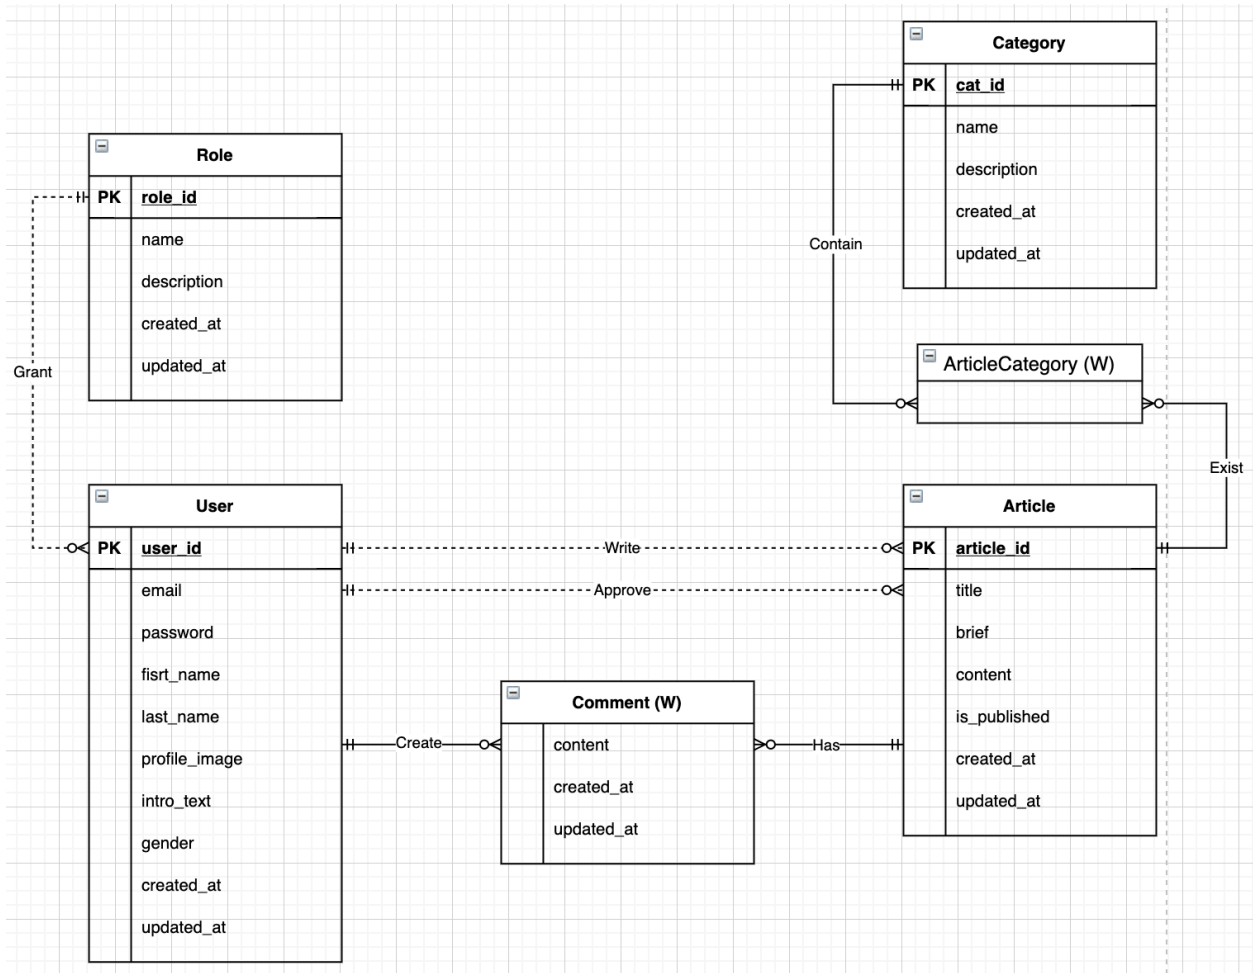 Category
PK cat_id
name
description
created_at
updated_at
Contain
Role
PK role_id
name
description
created_at
updated_at
Grant
ArticleCategory (W)
Exist
User
PK user_id
email
password
fisrt_name
last_name
profile_image
intro_text
gender
created_at
updated_at
Write
Approve
Create
Comment (W)
content
created_at
updated_at
Has
Article
PK article_id
title
brief
content
is_published
created_at
updated_at